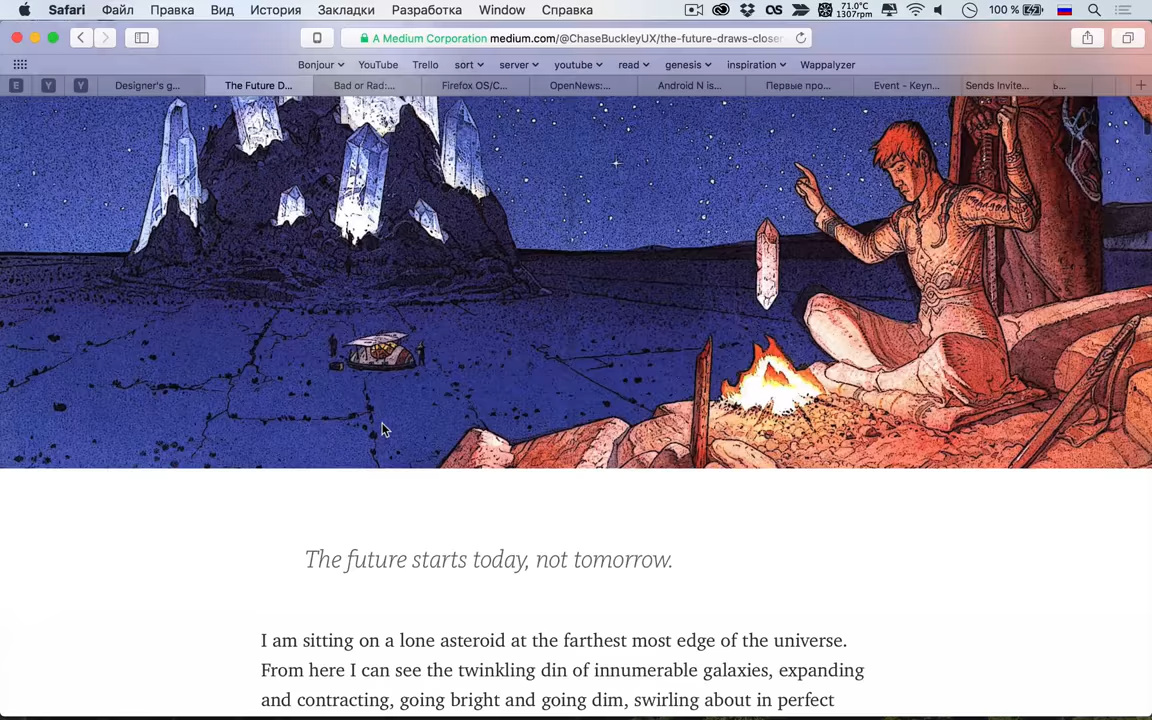 Safari Файл Правка Вид История Закладки Разработка Window Справка OS 71.0°C 1307rpm 100 %
A Medium Corporation medium.com/@ChaseBuckleyUX/the-future-draws-closer-
Bonjour YouTube Trello sort server youtube read genesis inspiration Wappalyzer
E Y Y Designer's g... The Future D... Bad or Rad:... Firefox OS/C... OpenNews:... Android N is... Первые про... Event - Keyn... Sends Invite... ь...
The future starts today, not tomorrow.
I am sitting on a lone asteroid at the farthest most edge of the universe.
From here I can see the twinkling din of innumerable galaxies, expanding
and contracting, going bright and going dim, swirling about in perfect